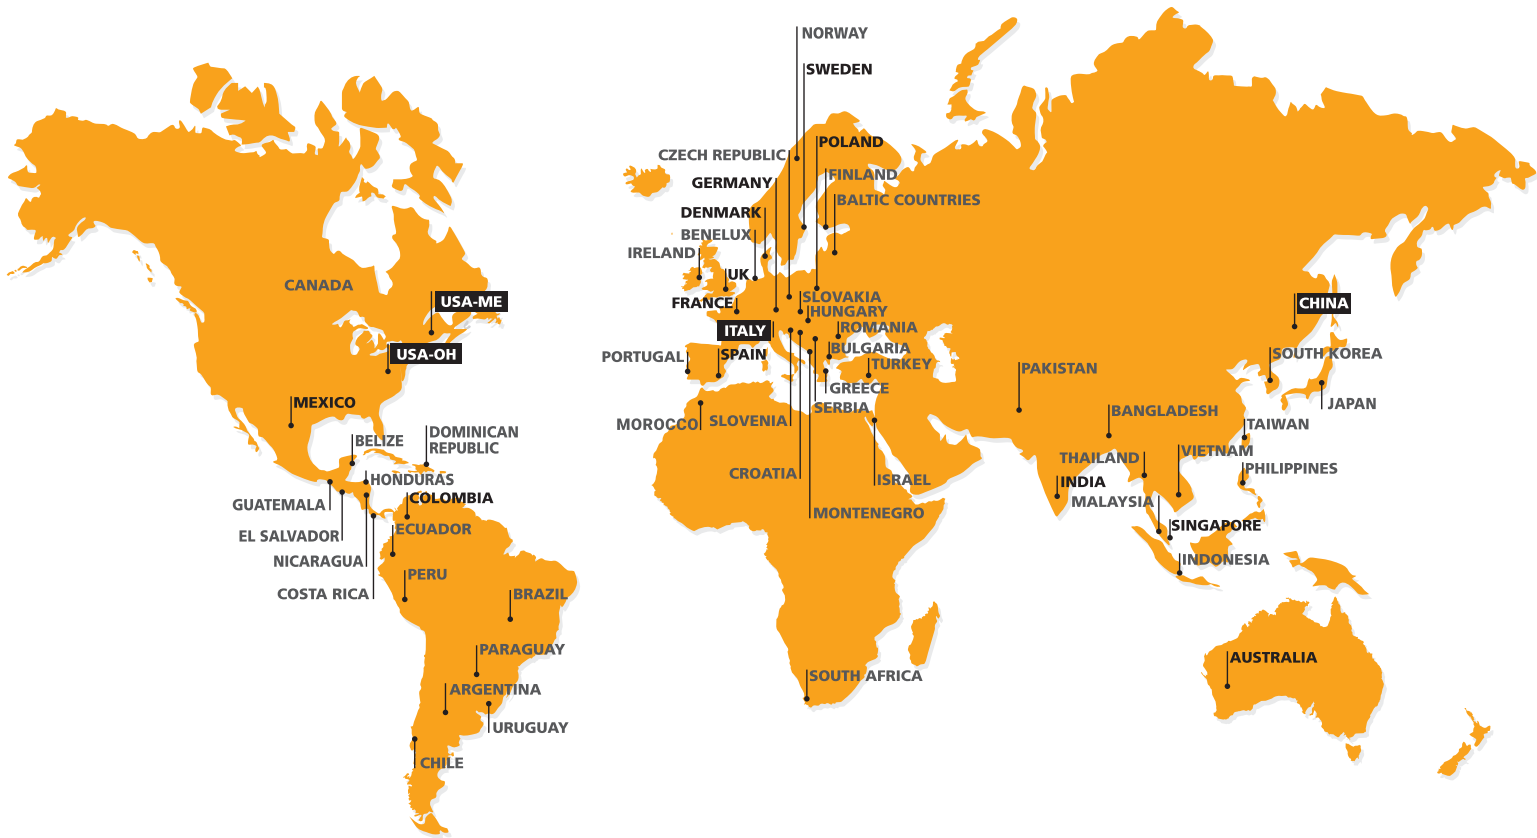 NORWAY
SWEDEN
POLAND
CZECH REPUBLIC
FINLAND
GERMANY
BALTIC COUNTRIES
DENMARK
BENELUX
IRELAND
UK
CANADA
USA-ME
FRANCE
SLOVAKIA
HUNGARY
CHINA
ITALY
ROMANIA
USA-OH
PORTUGAL
SPAIN
BULGARIA
TURKEY
SOUTH KOREA
PAKISTAN
GREECE
MEXICO
SERBIA
JAPAN
BANGLADESH
MOROCCO
SLOVENIA
TAIWAN
BELIZE
DOMINICAN
REPUBLIC
VIETNAM
THAILAND
PHILIPPINES
CROATIA
HONDURAS
ISRAEL
INDIA
COLOMBIA
GUATEMALA
MALAYSIA
MONTENEGRO
ECUADOR
SINGAPORE
EL SALVADOR
NICARAGUA
INDONESIA
PERU
COSTA RICA
BRAZIL
PARAGUAY
AUSTRALIA
SOUTH AFRICA
ARGENTINA
URUGUAY
CHILE